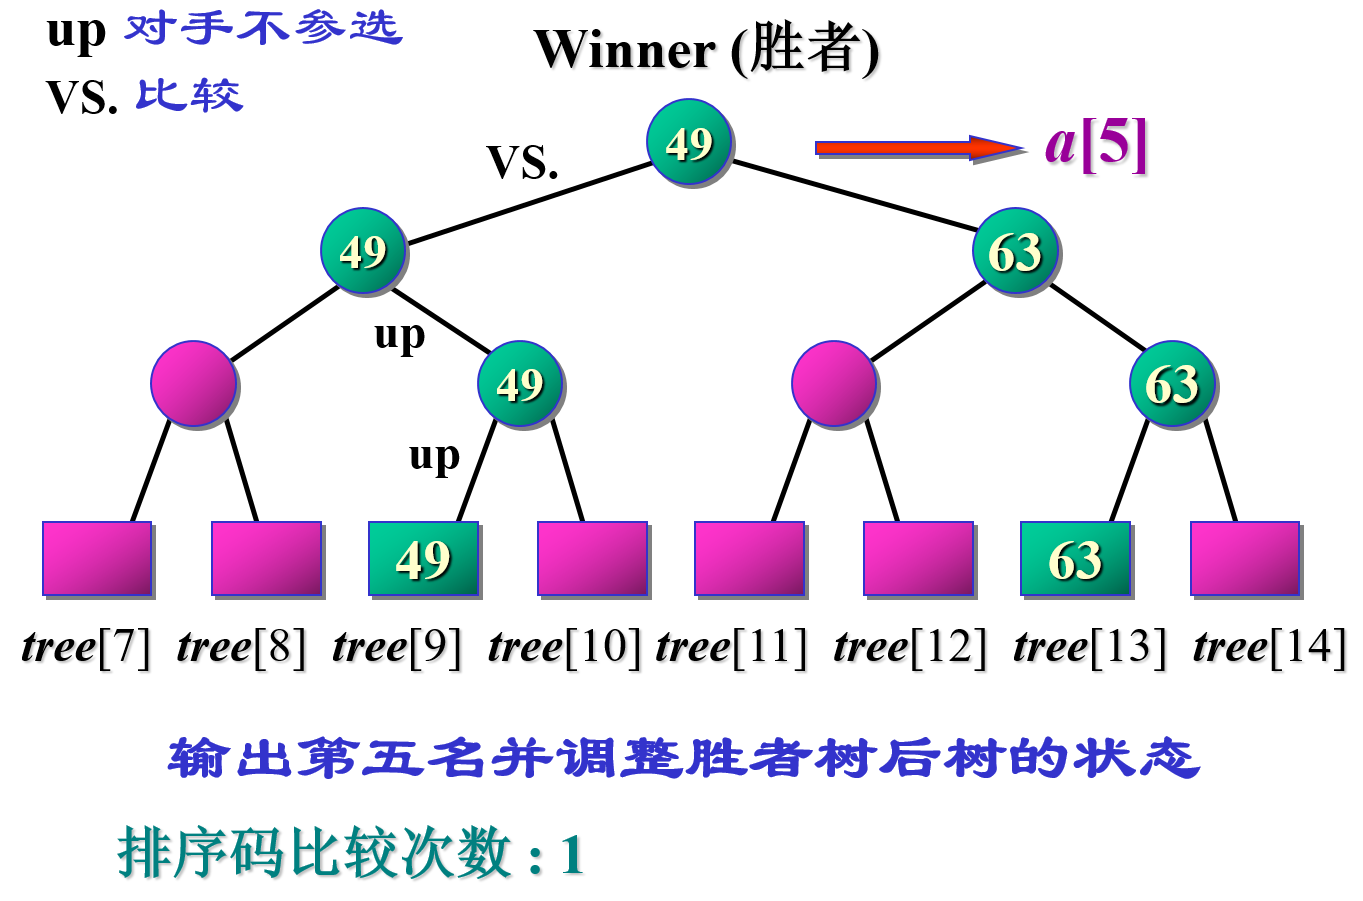 up 对手不参选
VS. 比较
Winner (胜者)
49
a[5]
VS.
49
63
up
49
63
up
49
63
tree[7] tree[8] tree[9] tree[10] tree[11] tree[12] tree[13] tree[14]
输出第五名并调整胜者树后树的状态
排序码比较次数 : 1